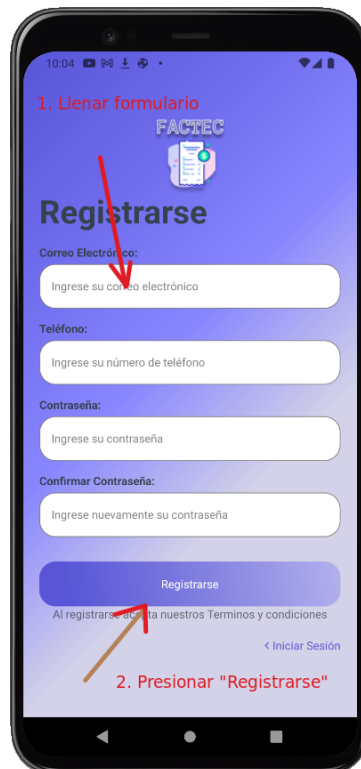 10:04
1. Llenar formulario
FACTEC
Registrarse
Correo Electrónico:
Ingrese su correo electrónico
Teléfono:
Ingrese su número de teléfono
Contraseña:
Ingrese su contraseña
Confirmar Contraseña:
Ingrese nuevamente su contraseña
Registrarse
Al registrarse acepta nuestros Terminos y condiciones
< Iniciar Sesión
2. Presionar "Registrarse"